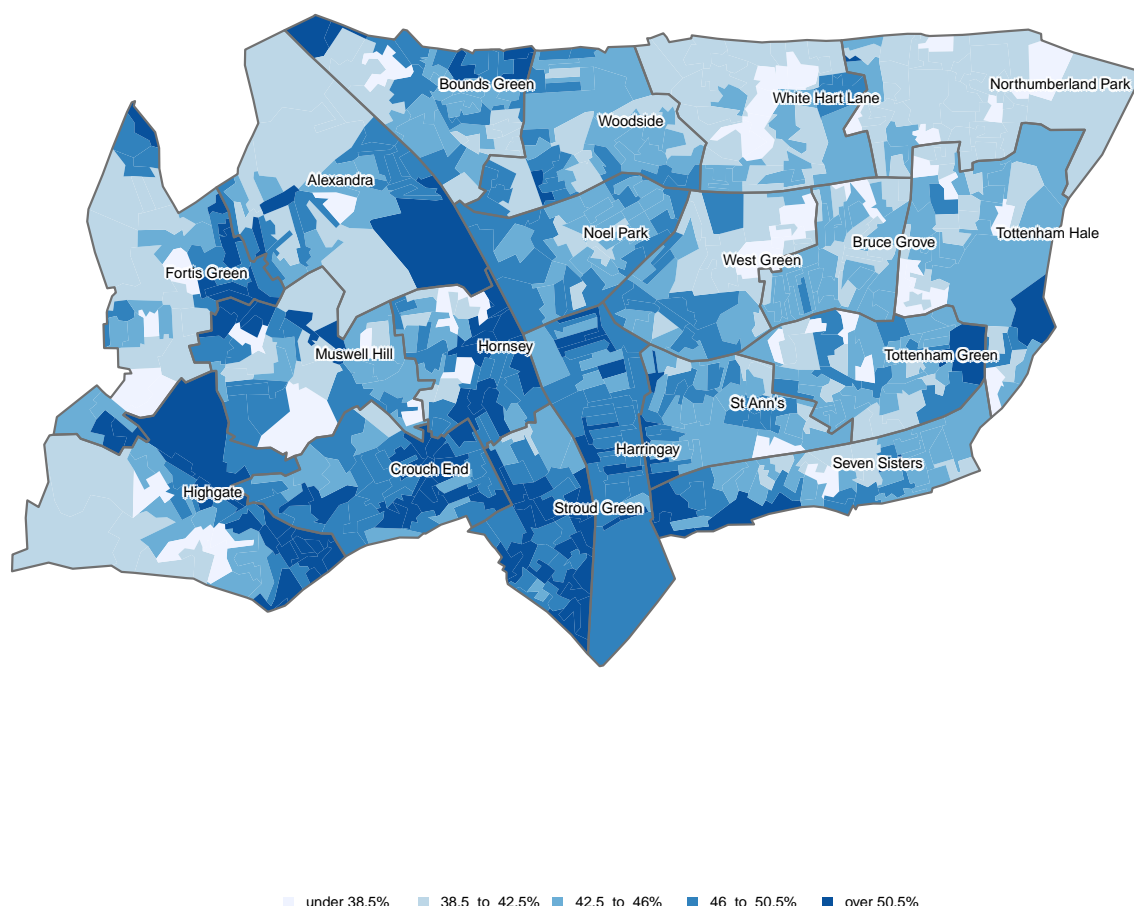 Bounds Green
Northumberland Park
White Hart Lane
Woodside
Alexandra
Noel Park
Tottenham Hale
Bruce Grove
West Green
Fortis Green
Hornsey
Muswell Hill
Tottenham Green
St Ann's
Harringay
Seven Sisters
Crouch End
Highgate
Stroud Green
under 38.5% 38.5 to 42.5% 42.5 to 46% 46 to 50.5% over 50.5%